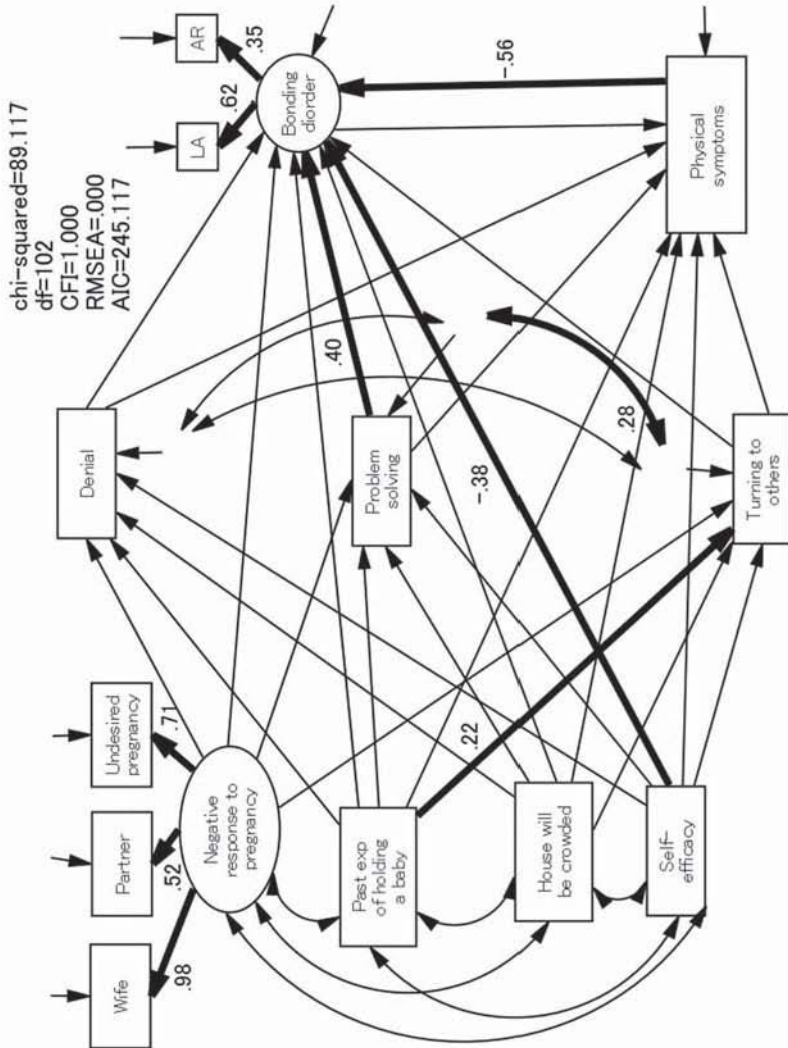 chi-squared=89.117
df=102
CFI=1.000
RMSEA=.000
AIC=245.117
Wife
Partner
Undesired
pregnancy
.98
.52
.71
Negative
response to
pregnancy
Past exp
of holding
a baby
House will
be crowded
Self-
efficacy
Denial
Problem
solving
Turning to
others
.22
-.38
.40
.28
LA
AR
.62
.35
Bonding
diorder
-.56
Physical
symptoms